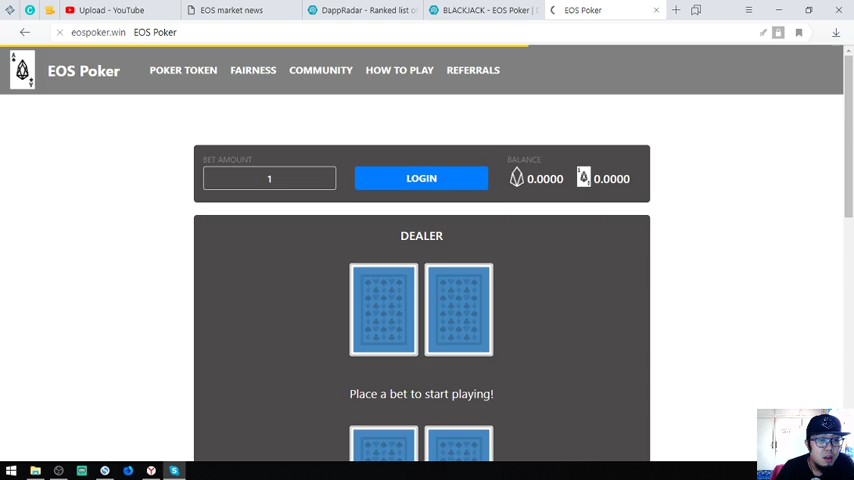 Upload - YouTube
EOS market news
DappRadar - Ranked list o
BLACKJACK - EOS Poker |
EOS Poker
eospoker.win EOS Poker
EOS Poker
POKER TOKEN FAIRNESS COMMUNITY HOW TO PLAY REFERRALS
BET AMOUNT
BALANCE
1
LOGIN
0.0000
0.0000
DEALER
Place a bet to start playing!